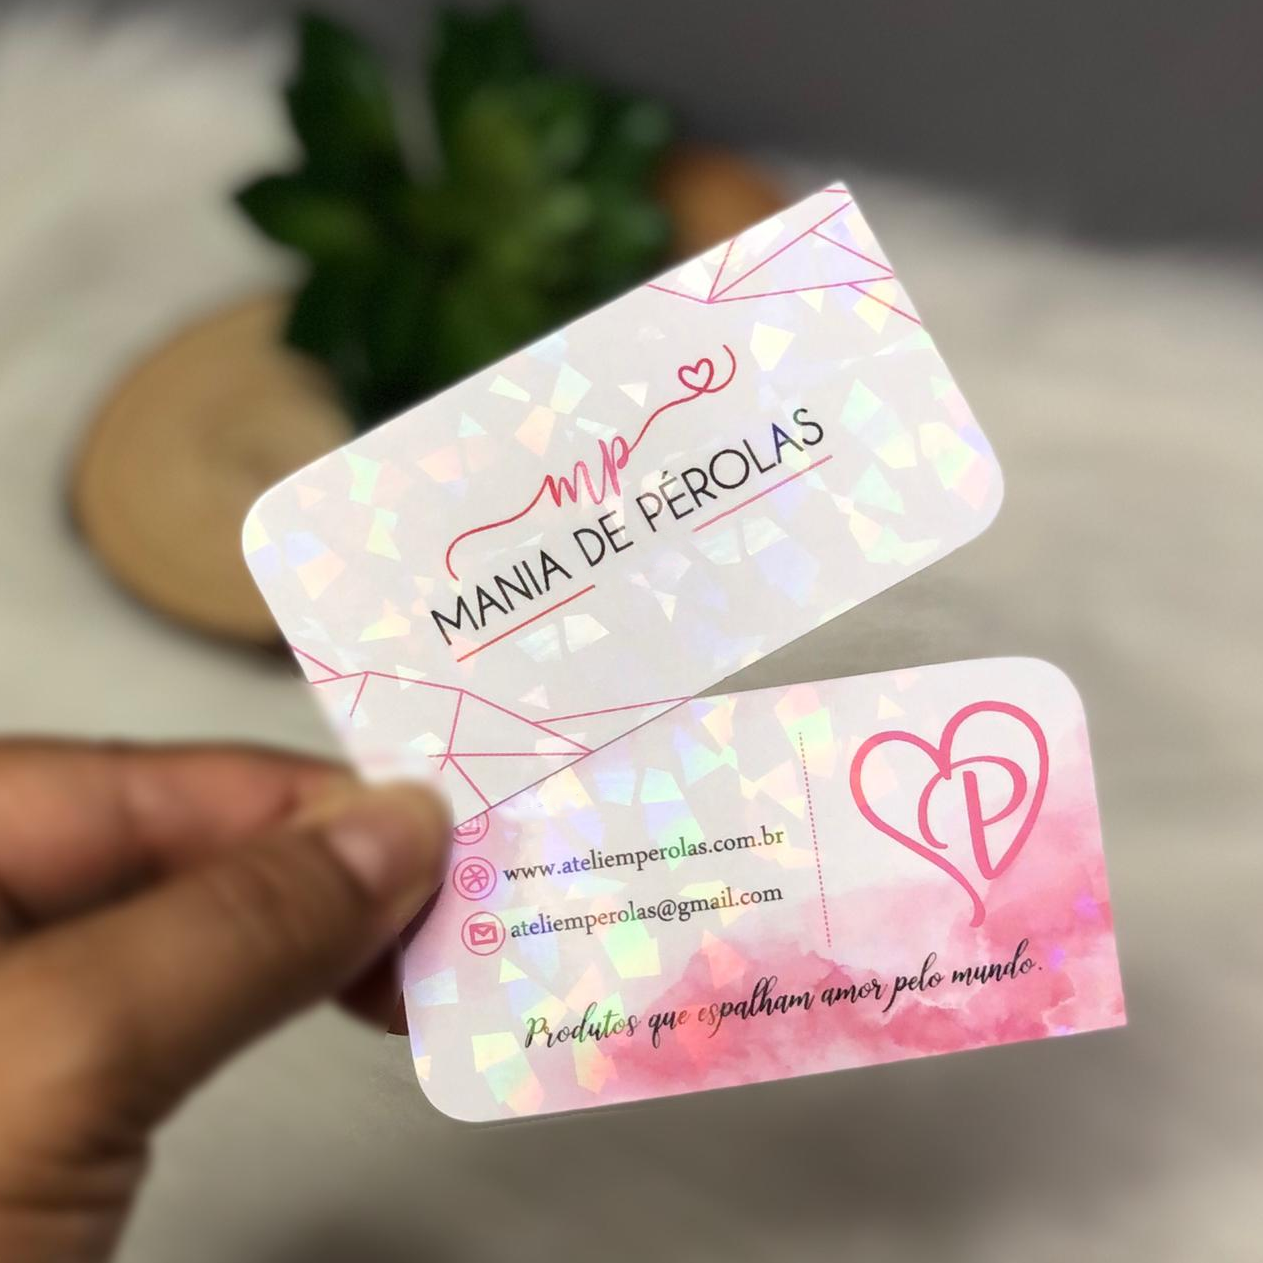 mp
MANIA DE PÉROLAS
www.ateliemperolas.com.br
ateliemperolas@gmail.com
P
Produtos que espalham amor pelo mundo.